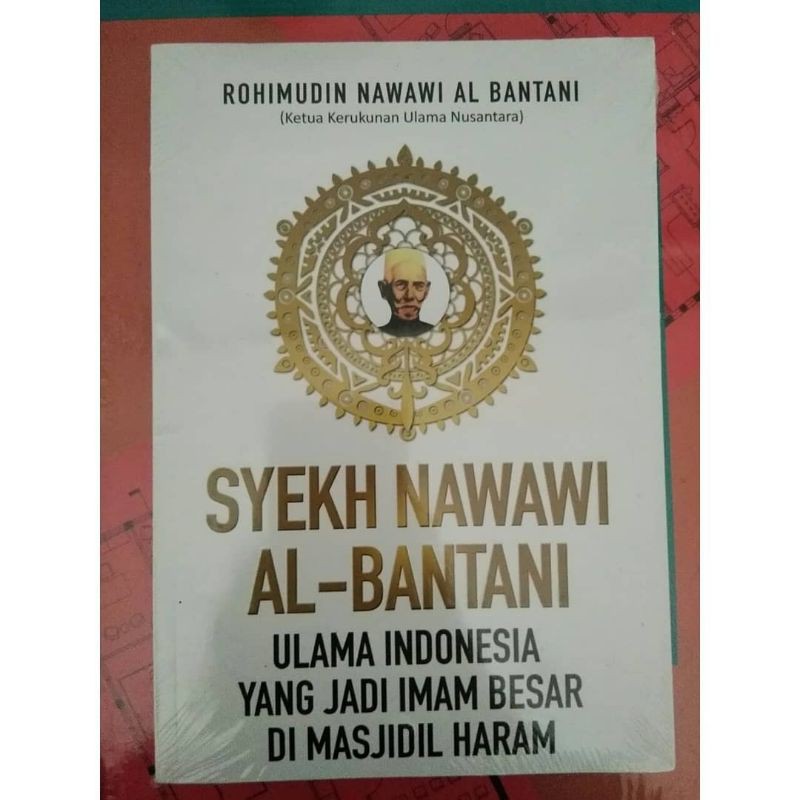 ROHIMUDIN NAWAWI AL BANTANI
(Ketua Kerukunan Ulama Nusantara)
SYEKH NAWAWI
AL-BANTANI
ULAMA INDONESIA
YANG JADI IMAM BESAR
DI MASJIDIL HARAM